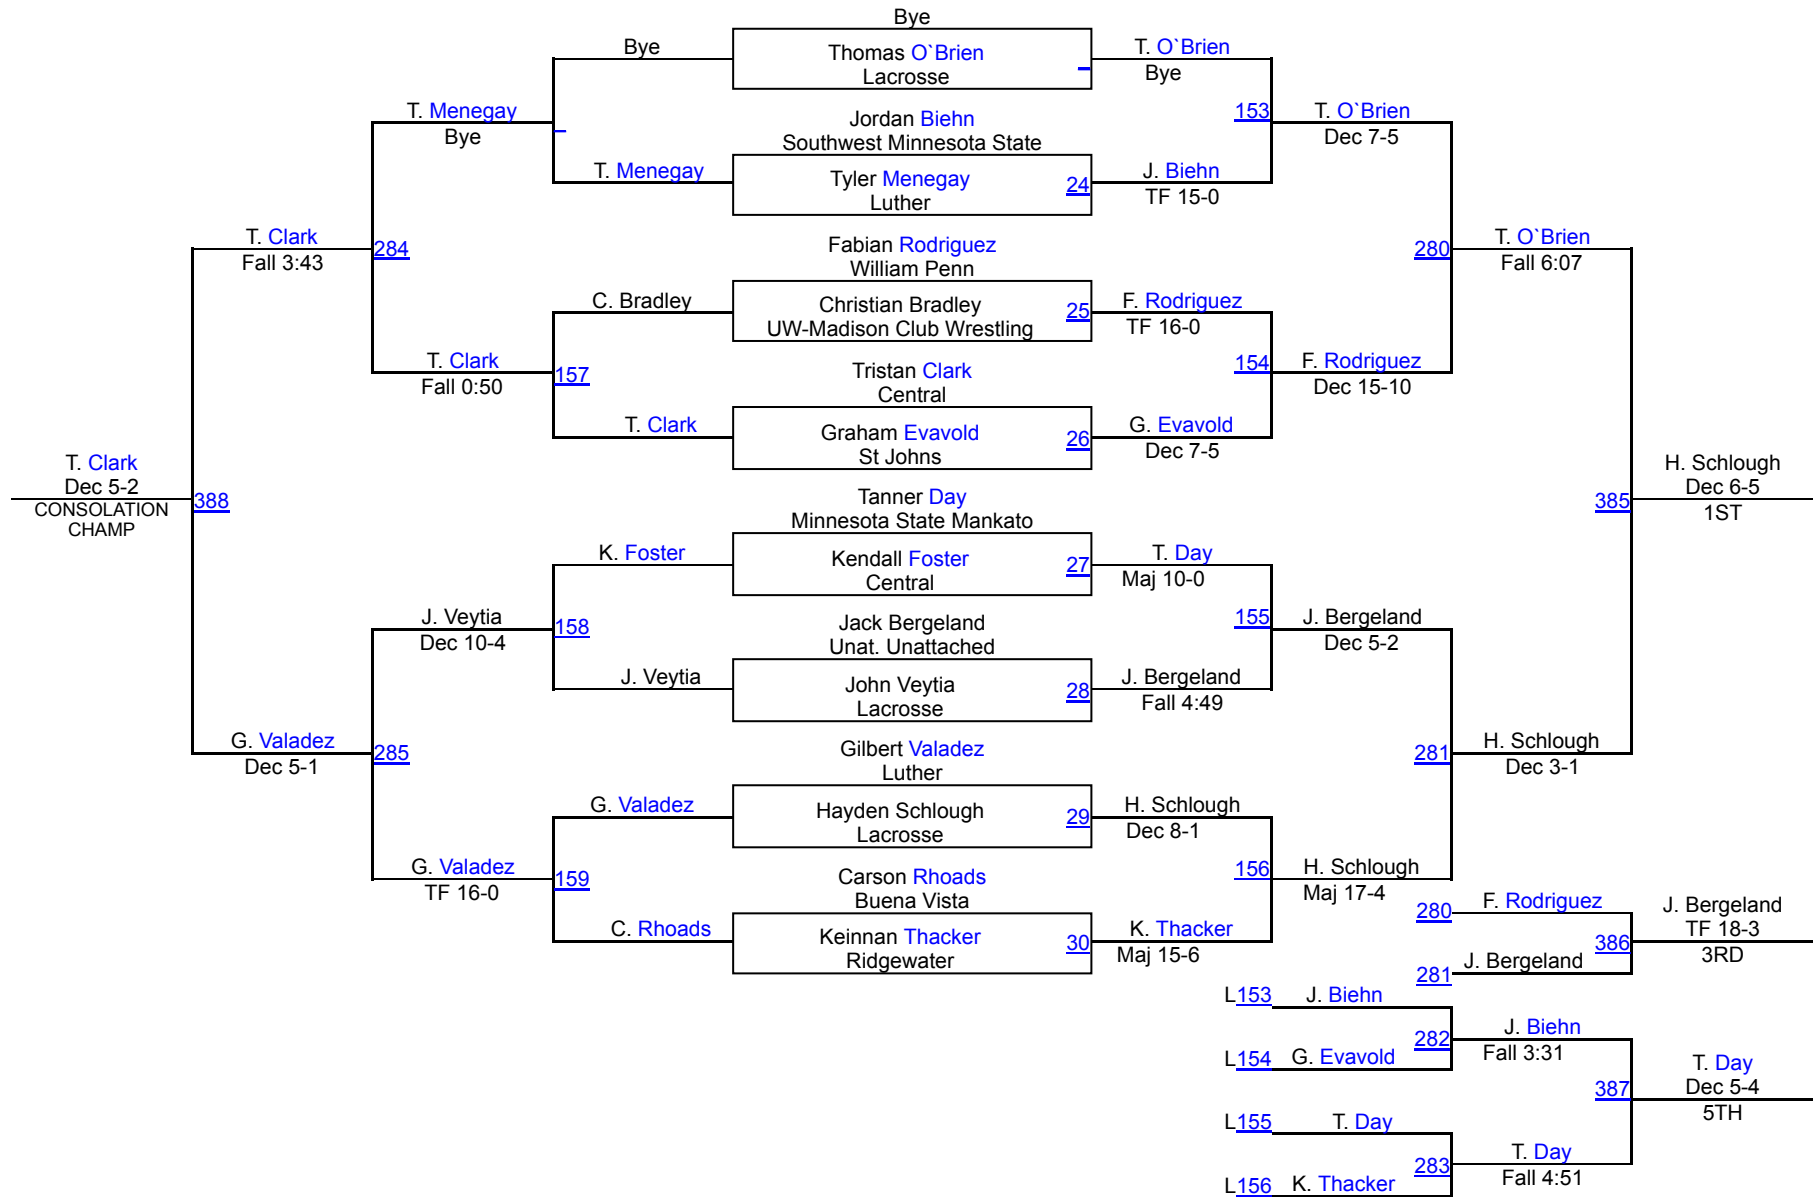 Bye
Bye
Thomas O`Brien
Lacrosse
T. O`Brien
Bye
T. Menegay
Bye
Jordan Biehn
Southwest Minnesota State
153
T. O`Brien
Dec 7-5
T. Menegay
Tyler Menegay
Luther
24
J. Biehn
TF 15-0
T. Clark
Fall 3:43
284
Fabian Rodriguez
William Penn
280
T. O`Brien
Fall 6:07
C. Bradley
Christian Bradley
UW-Madison Club Wrestling
25
F. Rodriguez
TF 16-0
T. Clark
Fall 0:50
157
Tristan Clark
Central
154
F. Rodriguez
Dec 15-10
T. Clark
Graham Evavold
St Johns
26
G. Evavold
Dec 7-5
T. Clark
Dec 5-2
CONSOLATION
CHAMP
388
Tanner Day
Minnesota State Mankato
385
H. Schlough
Dec 6-5
1ST
K. Foster
Kendall Foster
Central
27
T. Day
Maj 10-0
J. Veytia
Dec 10-4
158
Jack Bergeland
Unat. Unattached
155
J. Bergeland
Dec 5-2
J. Veytia
John Veytia
Lacrosse
28
J. Bergeland
Fall 4:49
G. Valadez
Dec 5-1
285
Gilbert Valadez
Luther
281
H. Schlough
Dec 3-1
G. Valadez
Hayden Schlough
Lacrosse
29
H. Schlough
Dec 8-1
G. Valadez
TF 16-0
159
Carson Rhoads
Buena Vista
156
H. Schlough
Maj 17-4
C. Rhoads
Keinnan Thacker
Ridgewater
30
K. Thacker
Maj 15-6
280
F. Rodriguez
386
J. Bergeland
TF 18-3
3RD
281
J. Bergeland
L153
J. Biehn
282
J. Biehn
Fall 3:31
L154
G. Evavold
387
T. Day
Dec 5-4
5TH
L155
T. Day
283
T. Day
Fall 4:51
L156
K. Thacker